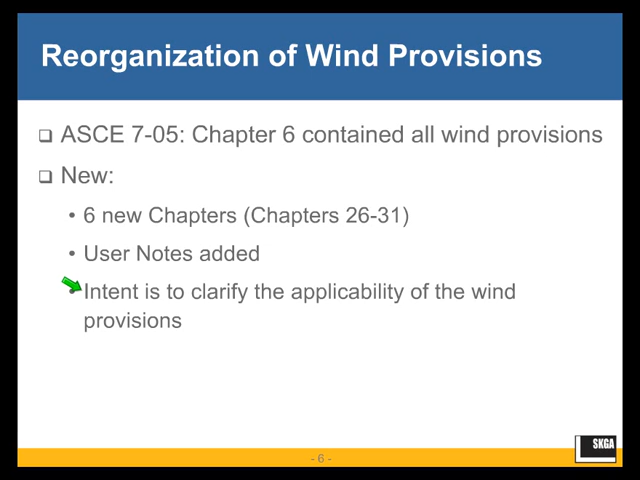 Reorganization of Wind Provisions
❑ ASCE 7-05: Chapter 6 contained all wind provisions
❑ New:
• 6 new Chapters (Chapters 26-31)
• User Notes added
• Intent is to clarify the applicability of the wind
provisions
SKGA
- 6 -